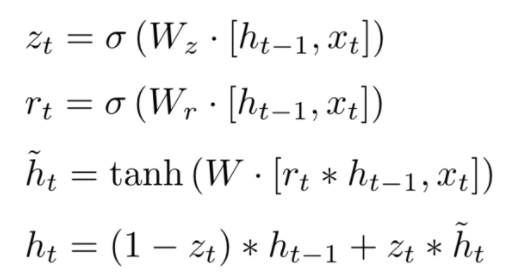 z_t = σ (W_z · [h_{t−1}, x_t])
r_t = σ (W_r · [h_{t−1}, x_t])
h̃_t = tanh (W · [r_t * h_{t−1}, x_t])
h_t = (1 − z_t) * h_{t−1} + z_t * h̃_t